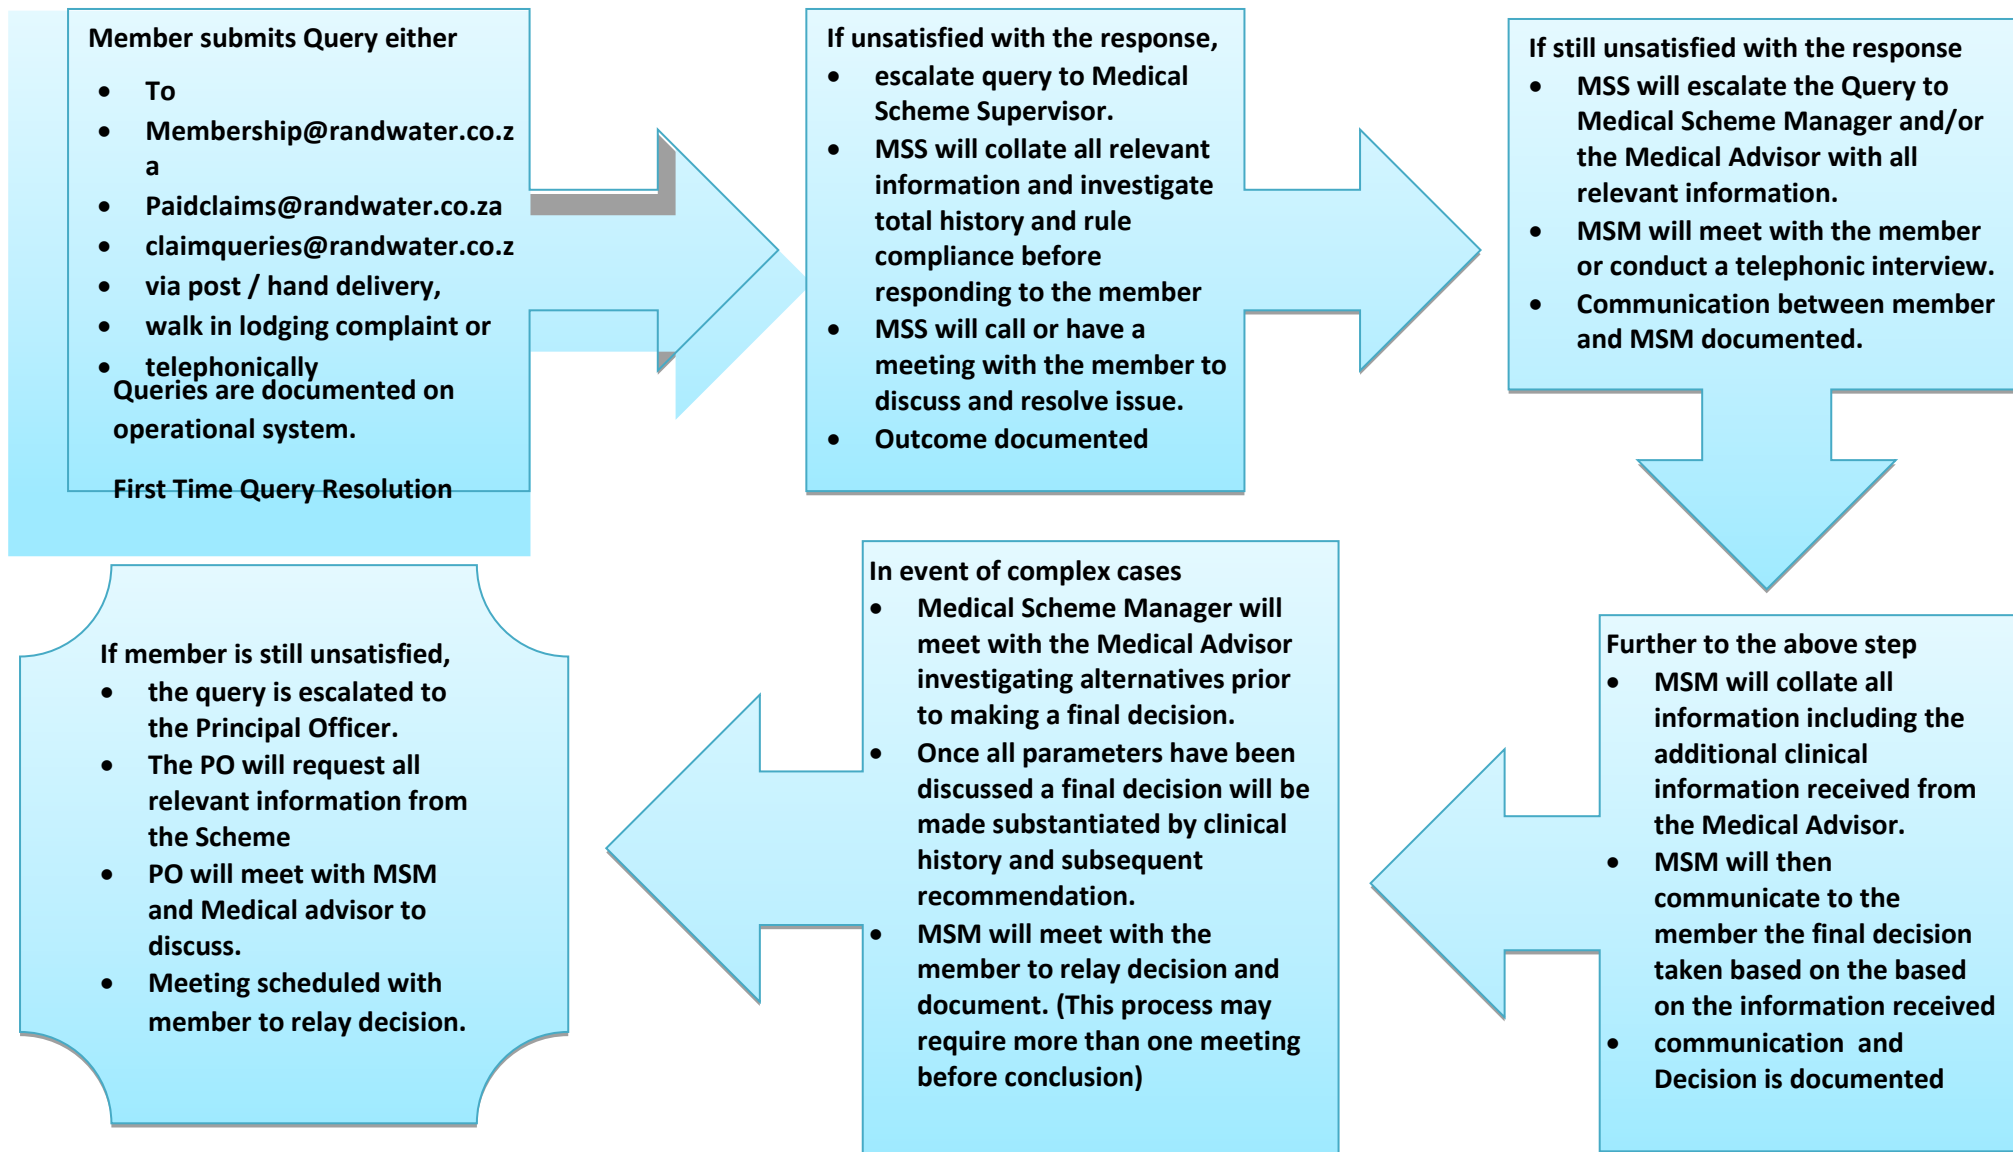 Member submits Query either
• To
• Membership@randwater.co.z
a
• Paidclaims@randwater.co.za
• claimqueries@randwater.co.z
• via post / hand delivery,
• walk in lodging complaint or
• telephonically
Queries are documented on
operational system.
First Time Query Resolution
If unsatisfied with the response,
• escalate query to Medical
Scheme Supervisor.
• MSS will collate all relevant
information and investigate
total history and rule
compliance before
responding to the member
• MSS will call or have a
meeting with the member to
discuss and resolve issue.
• Outcome documented
If still unsatisfied with the response
• MSS will escalate the Query to
Medical Scheme Manager and/or
the Medical Advisor with all
relevant information.
• MSM will meet with the member
or conduct a telephonic interview.
• Communication between member
and MSM documented.
Further to the above step
• MSM will collate all
information including the
additional clinical
information received from
the Medical Advisor.
• MSM will then
communicate to the
member the final decision
taken based on the based
on the information received
• communication  and
Decision is documented
In event of complex cases
• Medical Scheme Manager will
meet with the Medical Advisor
investigating alternatives prior
to making a final decision.
• Once all parameters have been
discussed a final decision will be
made substantiated by clinical
history and subsequent
recommendation.
• MSM will meet with the
member to relay decision and
document. (This process may
require more than one meeting
before conclusion)
If member is still unsatisfied,
• the query is escalated to
the Principal Officer.
• The PO will request all
relevant information from
the Scheme
• PO will meet with MSM
and Medical advisor to
discuss.
• Meeting scheduled with
member to relay decision.